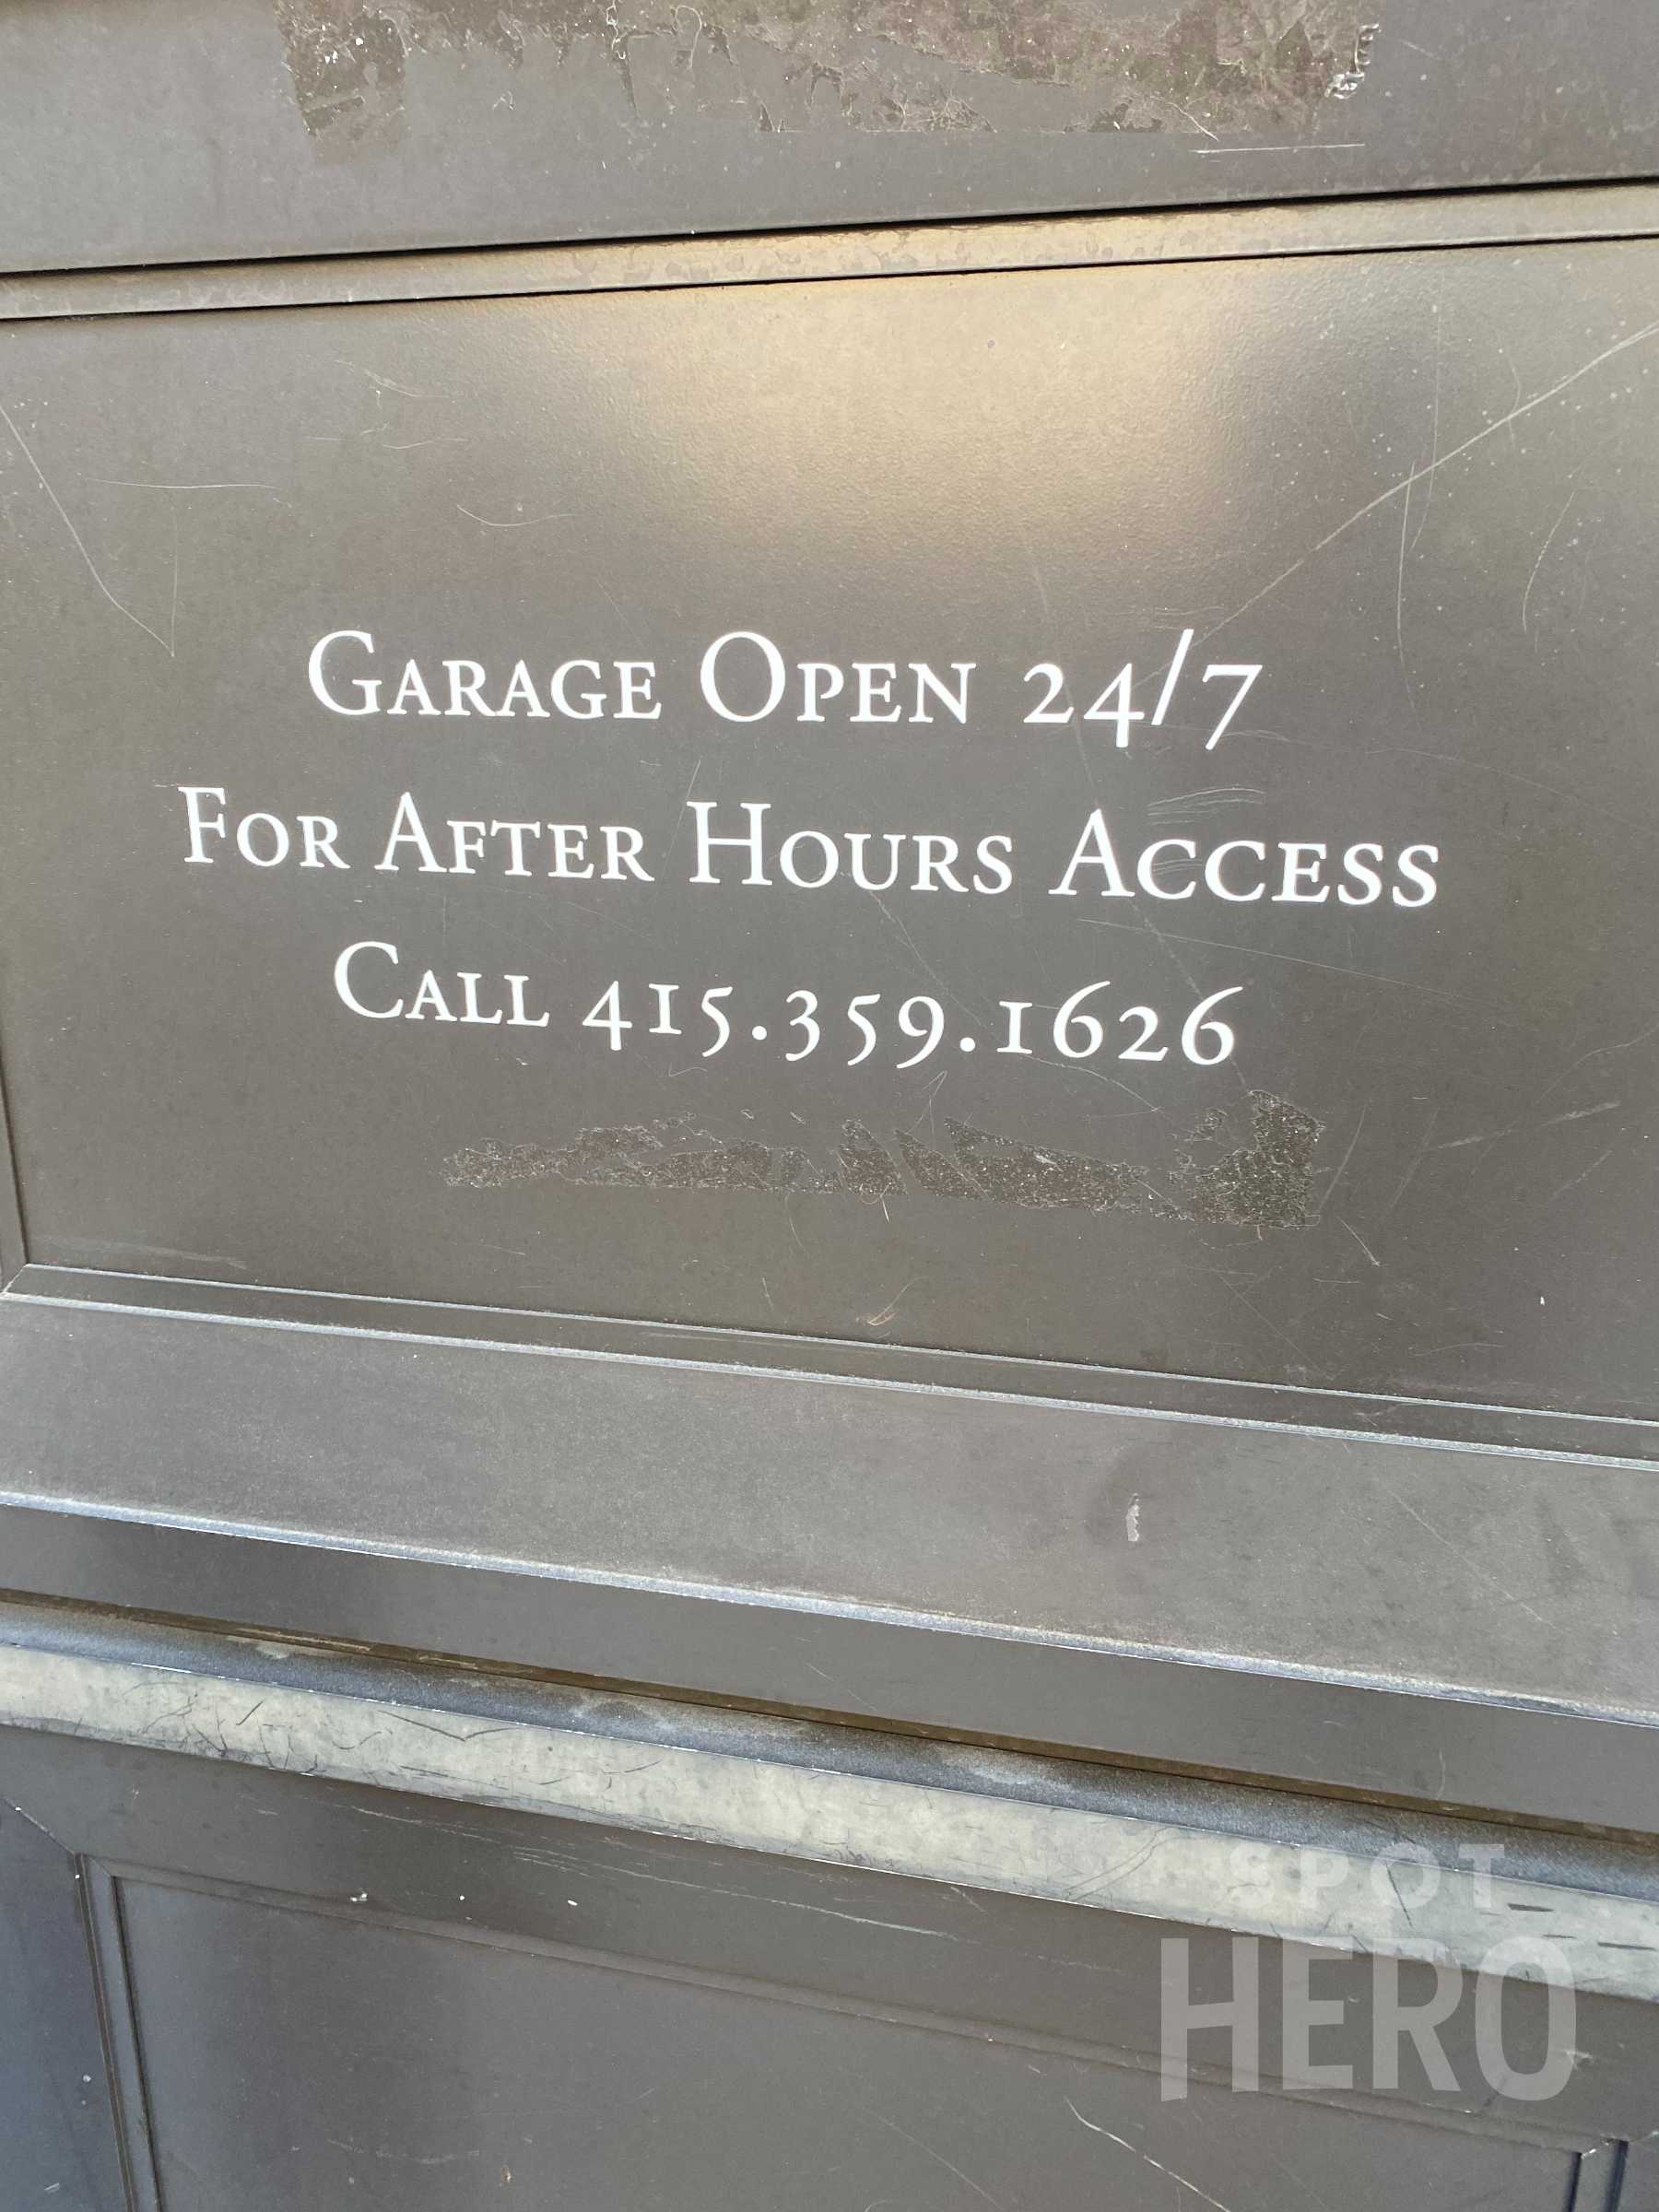 Garage Open 24/7
For After Hours Access
Call 415.359.1626
SPOT
HERO